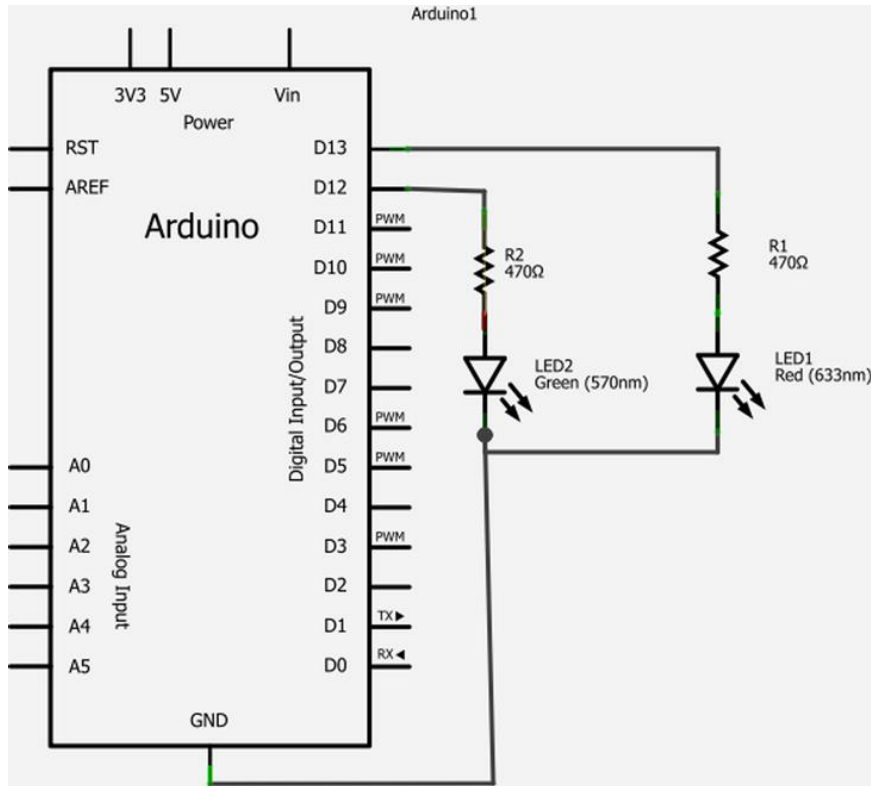 Arduino1
3V3 5V Vin
Power
RST
AREF
Arduino
D13
D12
D11 PWM
D10 PWM
D9 PWM
D8
D7
D6 PWM
D5 PWM
D4
D3 PWM
D2
D1 TX►
D0 RX◄
Digital Input/Output
A0
A1
A2
A3
A4
A5
Analog Input
GND
R2
470Ω
LED2
Green (570nm)
R1
470Ω
LED1
Red (633nm)